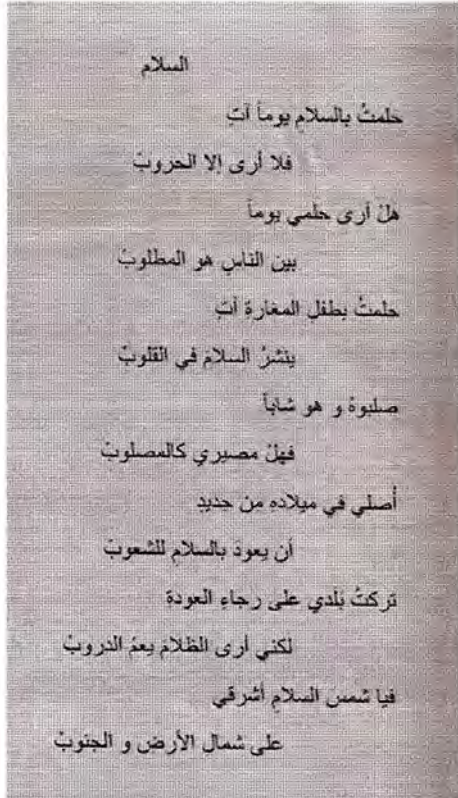 السلام
حلمتُ بالسلامِ يوماً آتِ
فلا أرى إلا الحروبْ
هلْ أرى حلمي يوماً
بين الناسِ هو المطلوبْ
حلمتُ بطفلِ المغارةِ آتِ
ينشرُ السلامَ في القلوبْ
صلبوهُ و هو شاباً
فهلْ مصيري كالمصلوبْ
أُصلي في ميلاده من جديدِ
أن يعودَ بالسلامِ للشعوبْ
تركتُ بَلدي على رجاءِ العودةِ
لكني أرى الظلامَ يعمُ الدروبْ
فيا شمس السلامِ أشرقي
على شمالِ الأرضِ و الجنوبْ